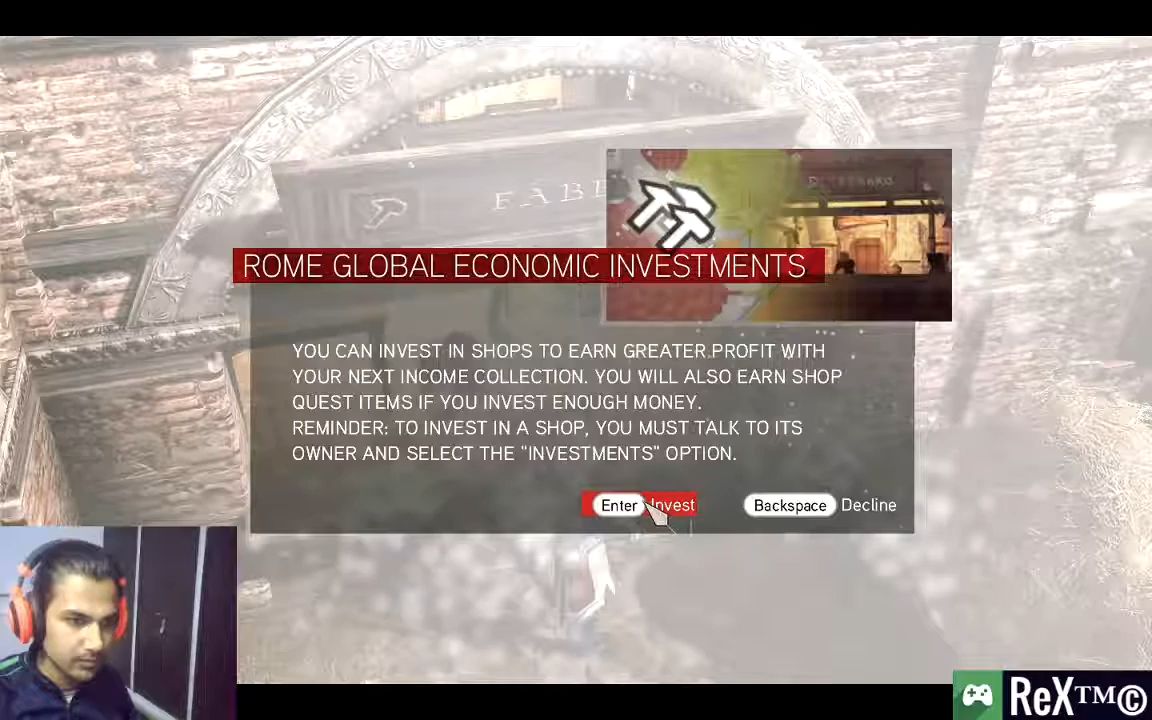 FABB
ROME GLOBAL ECONOMIC INVESTMENTS
YOU CAN INVEST IN SHOPS TO EARN GREATER PROFIT WITH
YOUR NEXT INCOME COLLECTION. YOU WILL ALSO EARN SHOP
QUEST ITEMS IF YOU INVEST ENOUGH MONEY.
REMINDER: TO INVEST IN A SHOP, YOU MUST TALK TO ITS
OWNER AND SELECT THE "INVESTMENTS" OPTION.
Enter Invest
Backspace Decline
ReX™©